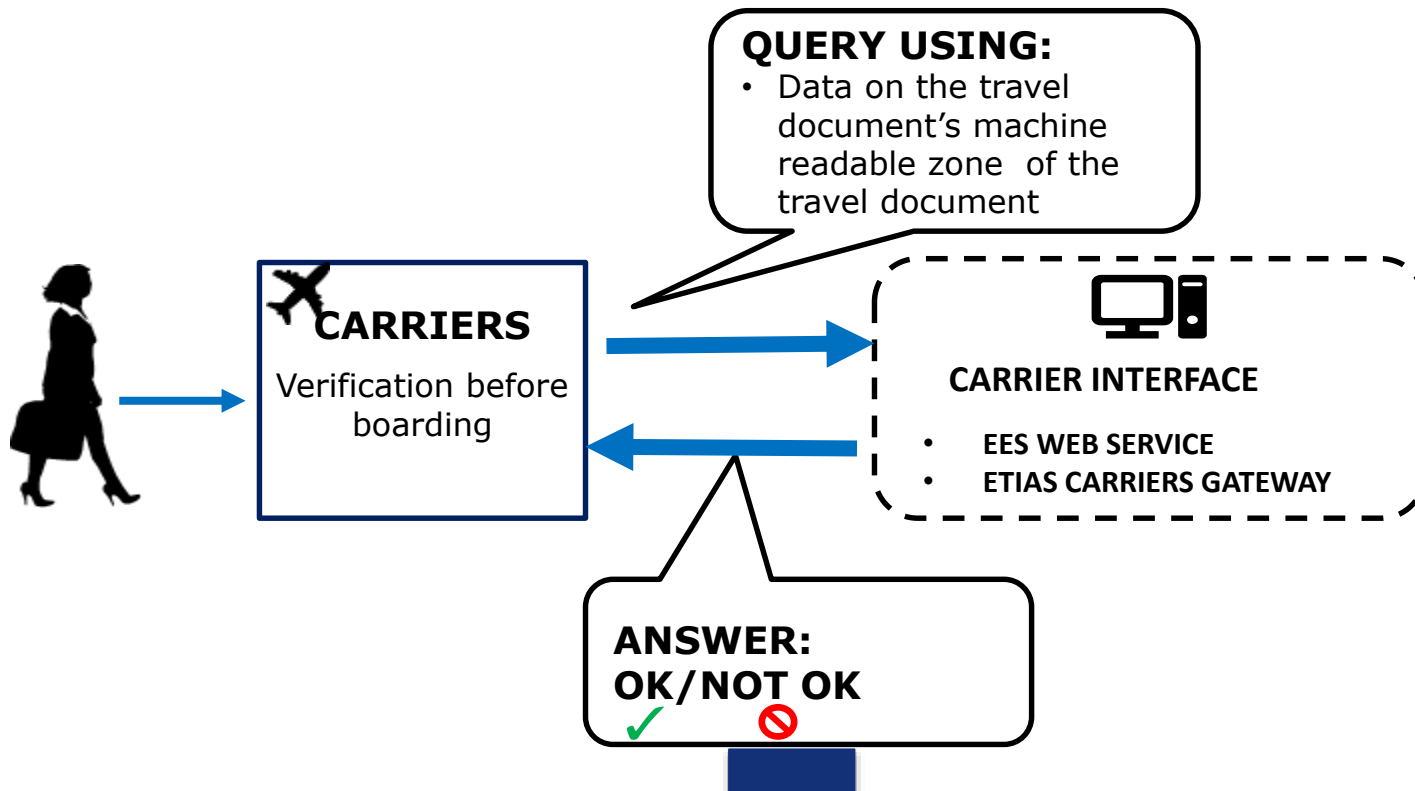 QUERY USING:
• Data on the travel
document’s machine
readable zone  of the
travel document
CARRIERS
Verification before
boarding
CARRIER INTERFACE
• EES WEB SERVICE
• ETIAS CARRIERS GATEWAY
ANSWER:
OK/NOT OK